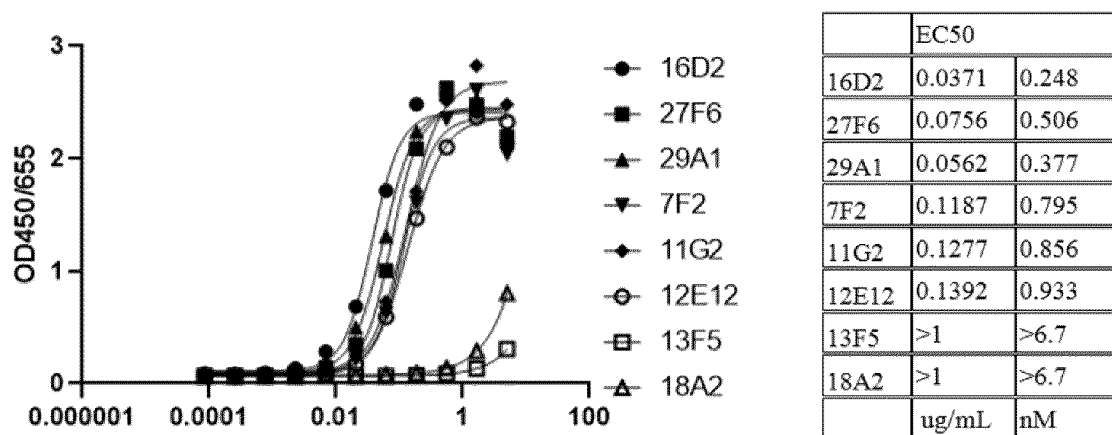 3
2
1
0
OD450/655
0.000001
0.0001
0.01
1
100
16D2
27F6
29A1
7F2
11G2
12E12
13F5
18A2
EC50
16D2 0.0371 0.248
27F6 0.0756 0.506
29A1 0.0562 0.377
7F2 0.1187 0.795
11G2 0.1277 0.856
12E12 0.1392 0.933
13F5 >1 >6.7
18A2 >1 >6.7
ug/mL nM